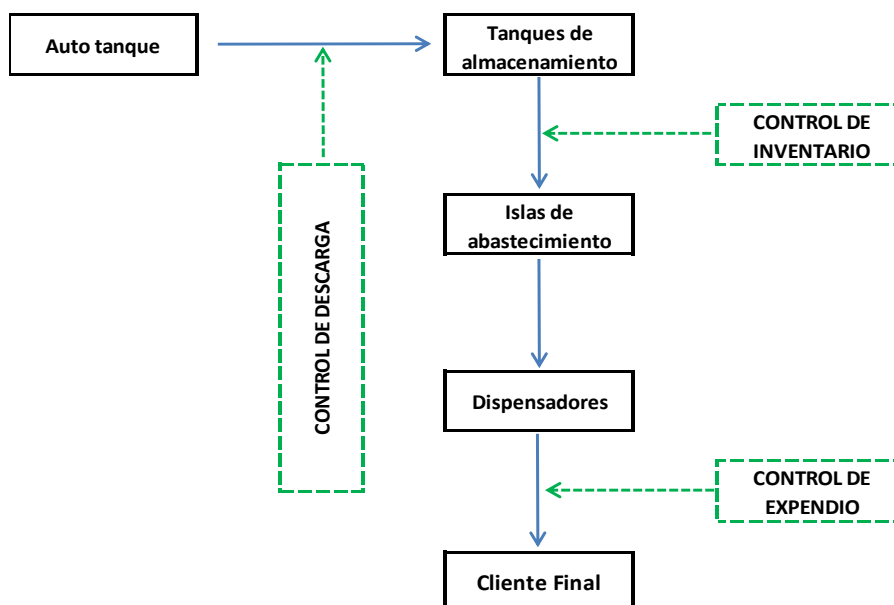 Auto tanque
Tanques de
almacenamiento
CONTROL DE
INVENTARIO
CONTROL DE DESCARGA
Islas de
abastecimiento
Dispensadores
CONTROL DE
EXPENDIO
Cliente Final